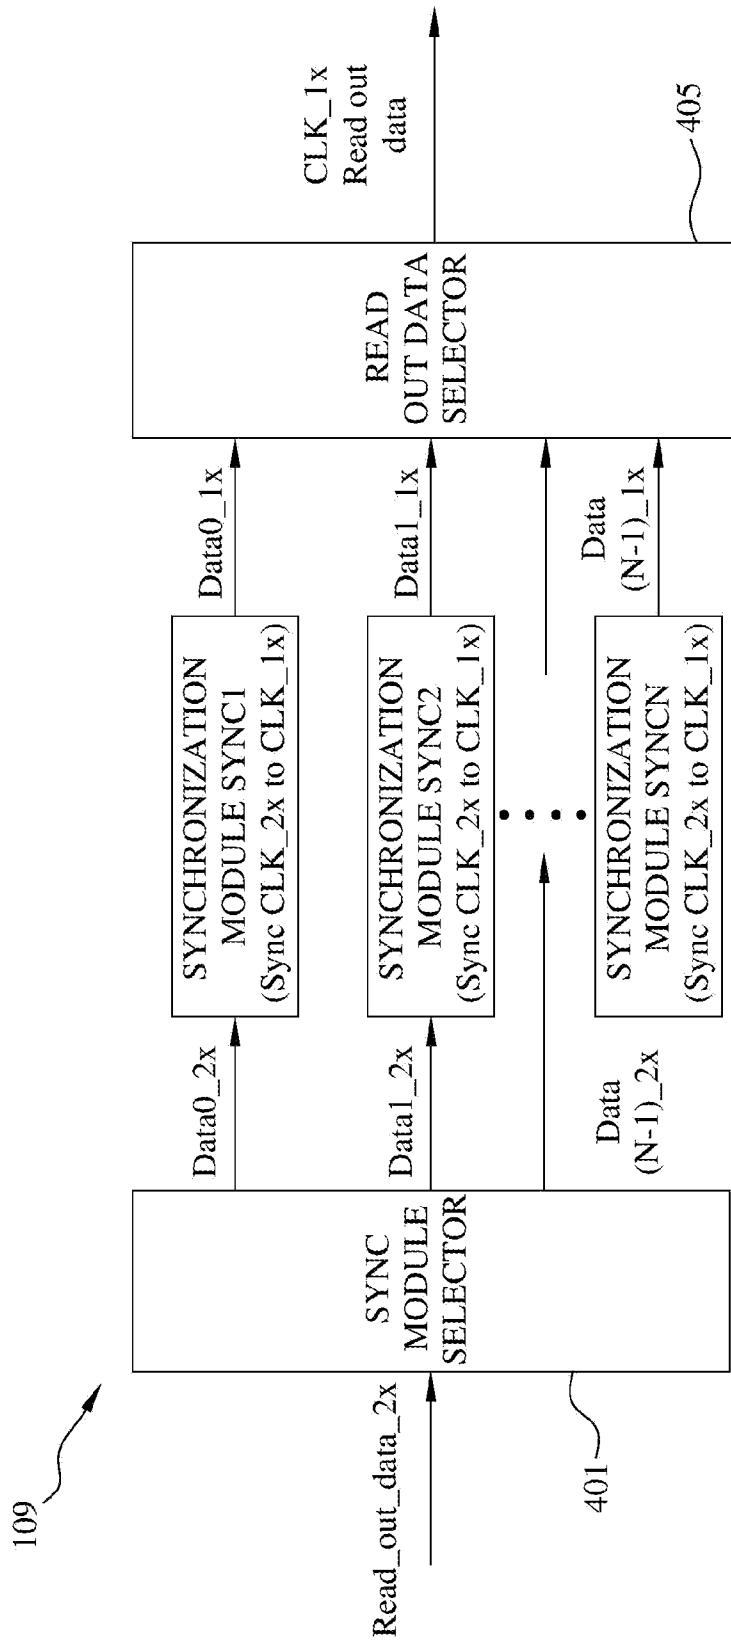 109
Read_out_data_2x
SYNC
MODULE
SELECTOR
401
Data0_2x
Data1_2x
Data
(N-1)_2x
SYNCHRONIZATION
MODULE SYNC1
(Sync CLK_2x to CLK_1x)
SYNCHRONIZATION
MODULE SYNC2
(Sync CLK_2x to CLK_1x)
SYNCHRONIZATION
MODULE SYNCN
(Sync CLK_2x to CLK_1x)
Data0_1x
Data1_1x
Data
(N-1)_1x
READ
OUT DATA
SELECTOR
405
CLK_1x
Read out
data